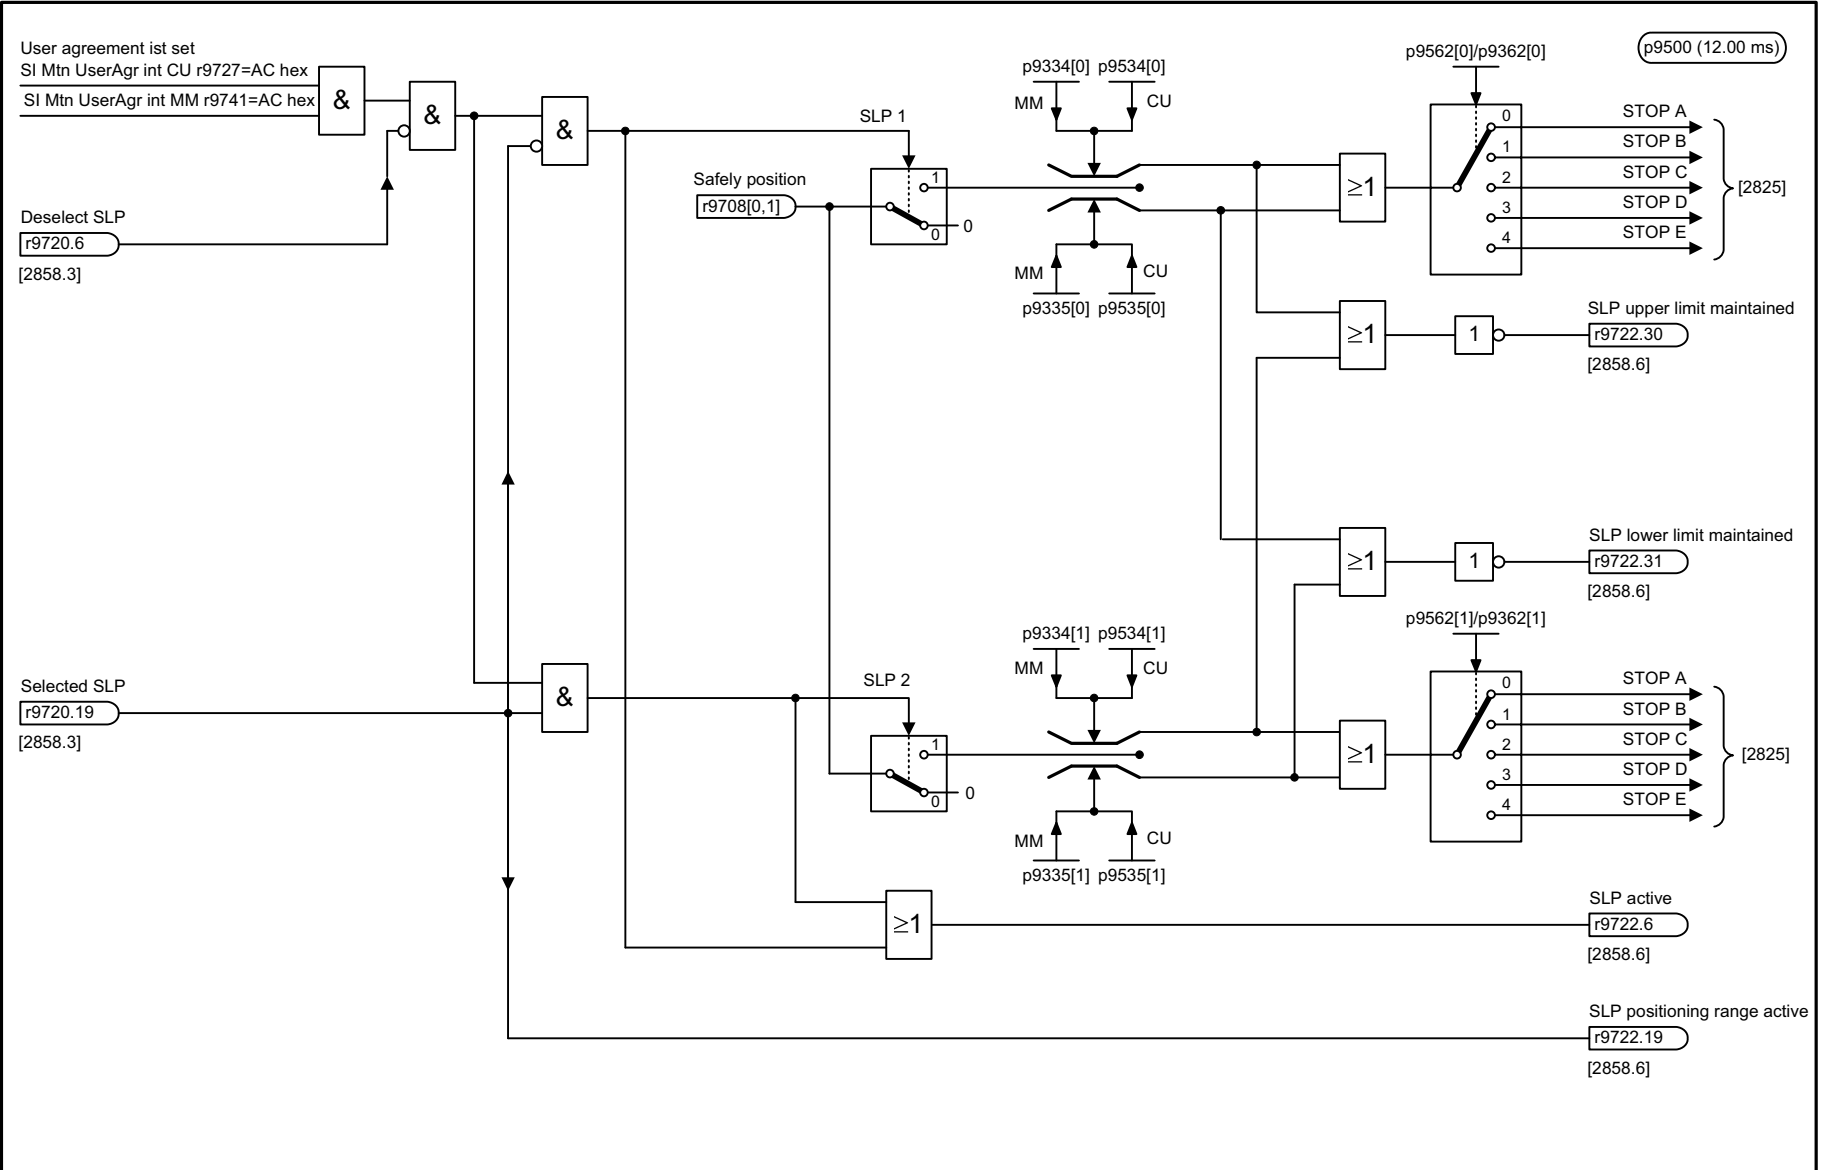 User agreement ist set
SI Mtn UserAgr int CU r9727=AC hex
SI Mtn UserAgr int MM r9741=AC hex
&
&
&
Deselect SLP
r9720.6
[2858.3]
SLP 1
Safely position
r9708[0,1]
1
0
0
p9334[0] p9534[0]
MM
CU
MM
CU
p9335[0] p9535[0]
≥1
p9562[0]/p9362[0]
p9500 (12.00 ms)
0
1
2
3
4
STOP A
STOP B
STOP C
STOP D
STOP E
[2825]
≥1
1
SLP upper limit maintained
r9722.30
[2858.6]
≥1
1
SLP lower limit maintained
r9722.31
[2858.6]
Selected SLP
r9720.19
[2858.3]
&
SLP 2
1
0
0
p9334[1] p9534[1]
MM
CU
MM
CU
p9335[1] p9535[1]
≥1
p9562[1]/p9362[1]
0
1
2
3
4
STOP A
STOP B
STOP C
STOP D
STOP E
[2825]
≥1
SLP active
r9722.6
[2858.6]
SLP positioning range active
r9722.19
[2858.6]